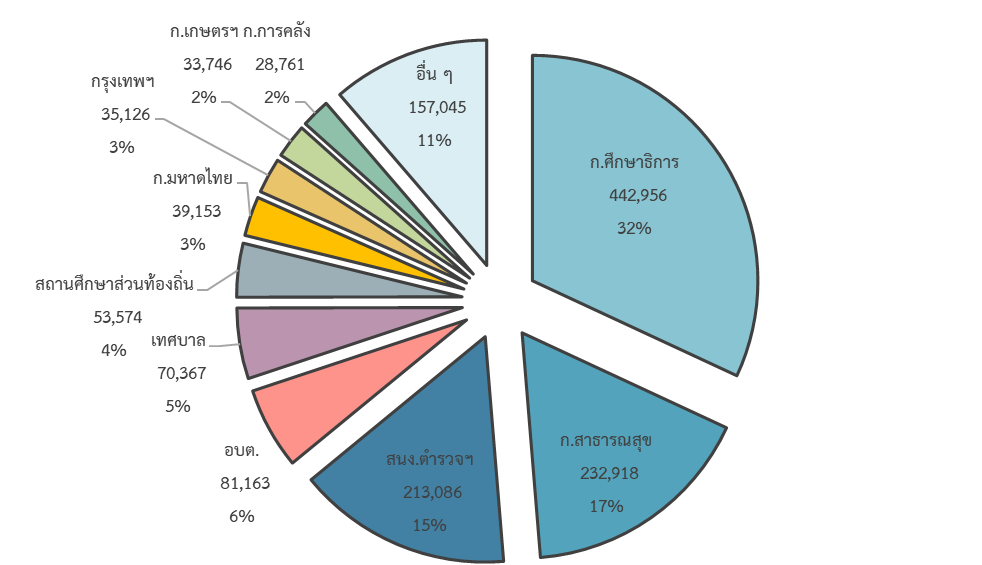 ก.ศึกษาธิการ
442,956
32%
ก.สาธารณสุข
232,918
17%
สนง.ตำรวจฯ
213,086
15%
อบต.
81,163
6%
เทศบาล
70,367
5%
สถานศึกษาส่วนท้องถิ่น
53,574
4%
ก.มหาดไทย
39,153
3%
กรุงเทพฯ
35,126
3%
ก.เกษตรฯ
33,746
2%
ก.การคลัง
28,761
2%
อื่น ๆ
157,045
11%